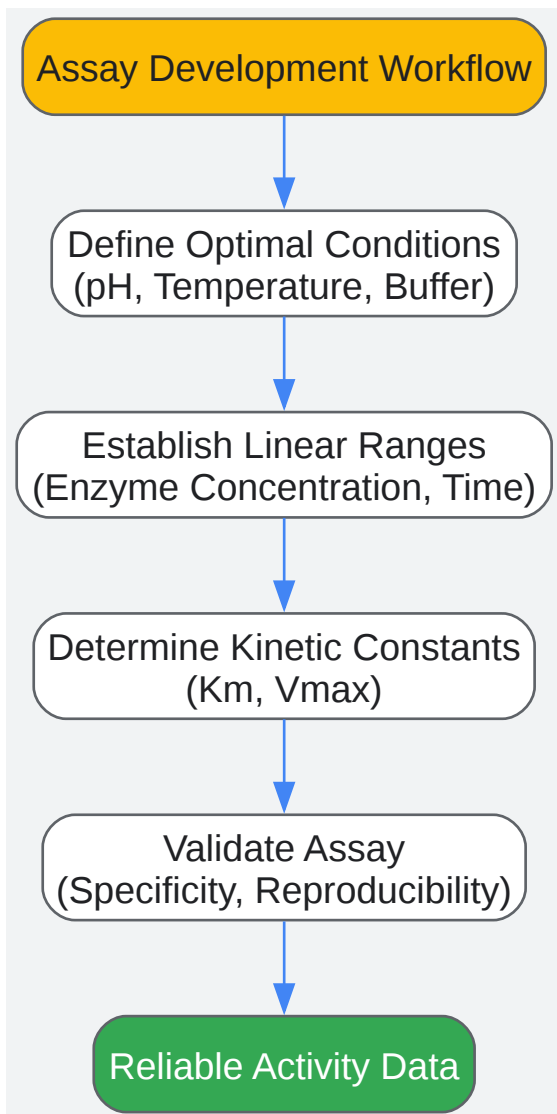 Assay Development Workflow
Define Optimal Conditions
(pH, Temperature, Buffer)
Establish Linear Ranges
(Enzyme Concentration, Time)
Determine Kinetic Constants
(Km, Vmax)
Validate Assay
(Specificity, Reproducibility)
Reliable Activity Data